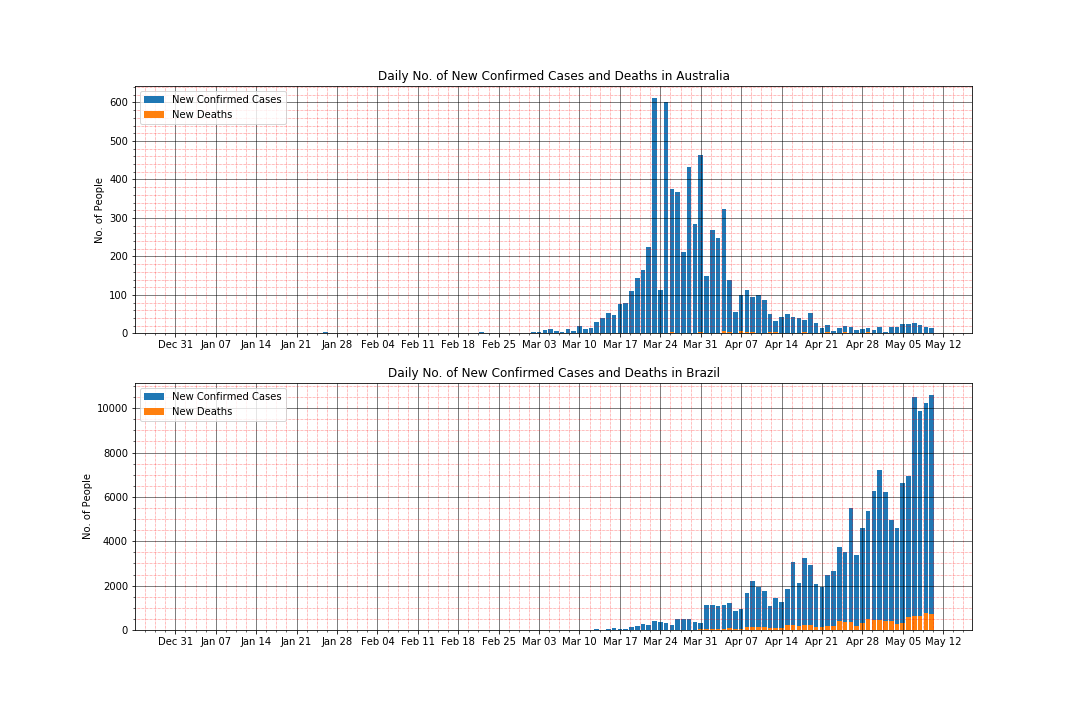 Daily No. of New Confirmed Cases and Deaths in Australia
New Confirmed Cases
New Deaths
No. of People
600
500
400
300
200
100
0
Dec 31 Jan 07 Jan 14 Jan 21 Jan 28 Feb 04 Feb 11 Feb 18 Feb 25 Mar 03 Mar 10 Mar 17 Mar 24 Mar 31 Apr 07 Apr 14 Apr 21 Apr 28 May 05 May 12
Daily No. of New Confirmed Cases and Deaths in Brazil
New Confirmed Cases
New Deaths
No. of People
10000
8000
6000
4000
2000
0
Dec 31 Jan 07 Jan 14 Jan 21 Jan 28 Feb 04 Feb 11 Feb 18 Feb 25 Mar 03 Mar 10 Mar 17 Mar 24 Mar 31 Apr 07 Apr 14 Apr 21 Apr 28 May 05 May 12